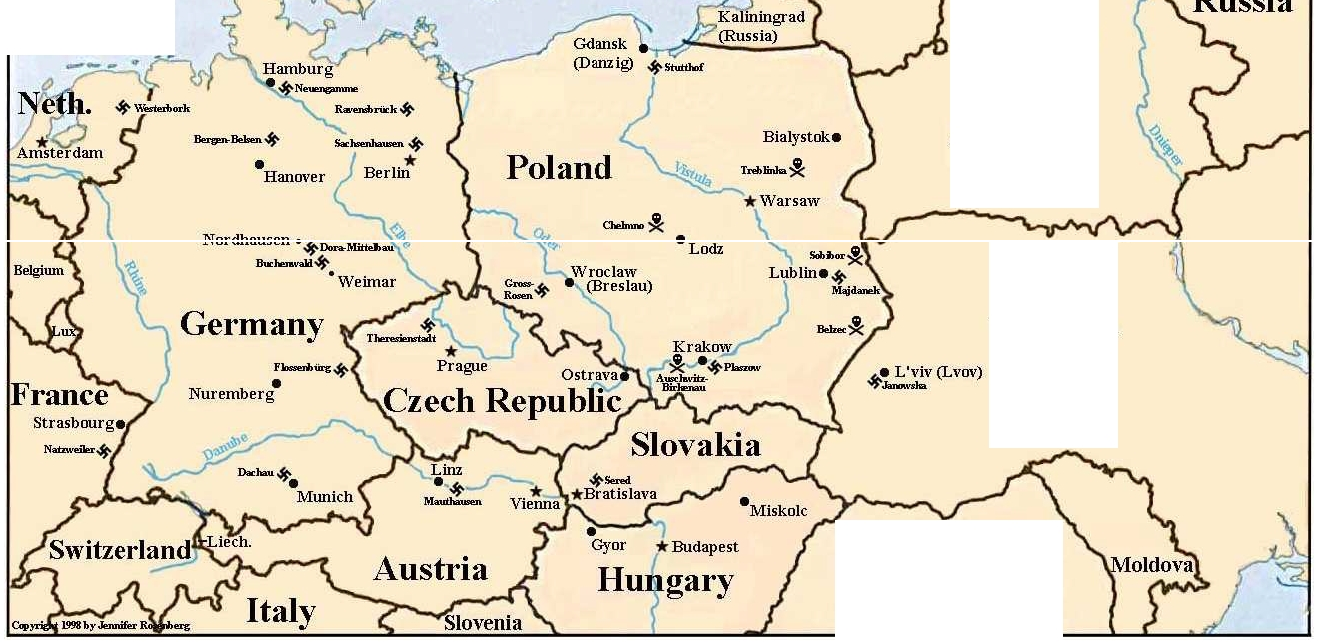 Russia
Kaliningrad
(Russia)
Gdansk
(Danzig)
Stutthof
Hamburg
Neuengamme
Neth.
Westerbork
Ravensbrück
Amsterdam
Bergen-Belsen
Sachsenhausen
Berlin
Hanover
Bialystok
Dnieper
Poland
Treblinka
Vistula
Warsaw
Chelmno
Lodz
Oder
Elbe
Nordhausen
Dora-Mittelbau
Buchenwald
Weimar
Sobibor
Lublin
Majdanek
Belgium
Rhine
Wroclaw
(Breslau)
Gross-
Rosen
Lux.
Germany
Theresienstadt
Prague
Belzec
Krakow
Plaszow
Auschwitz-
Birkenau
Flossenbürg
Ostrava
L'viv (Lvov)
Janowska
France
Nuremberg
Czech Republic
Strasbourg
Natzweiler
Danube
Slovakia
Dachau
Munich
Linz
Mauthausen
Vienna
Sered
Bratislava
Miskolc
Switzerland
Liech.
Austria
Gyor
Budapest
Hungary
Moldova
Italy
Slovenia
Copyright 1998 by Jennifer Rosenberg